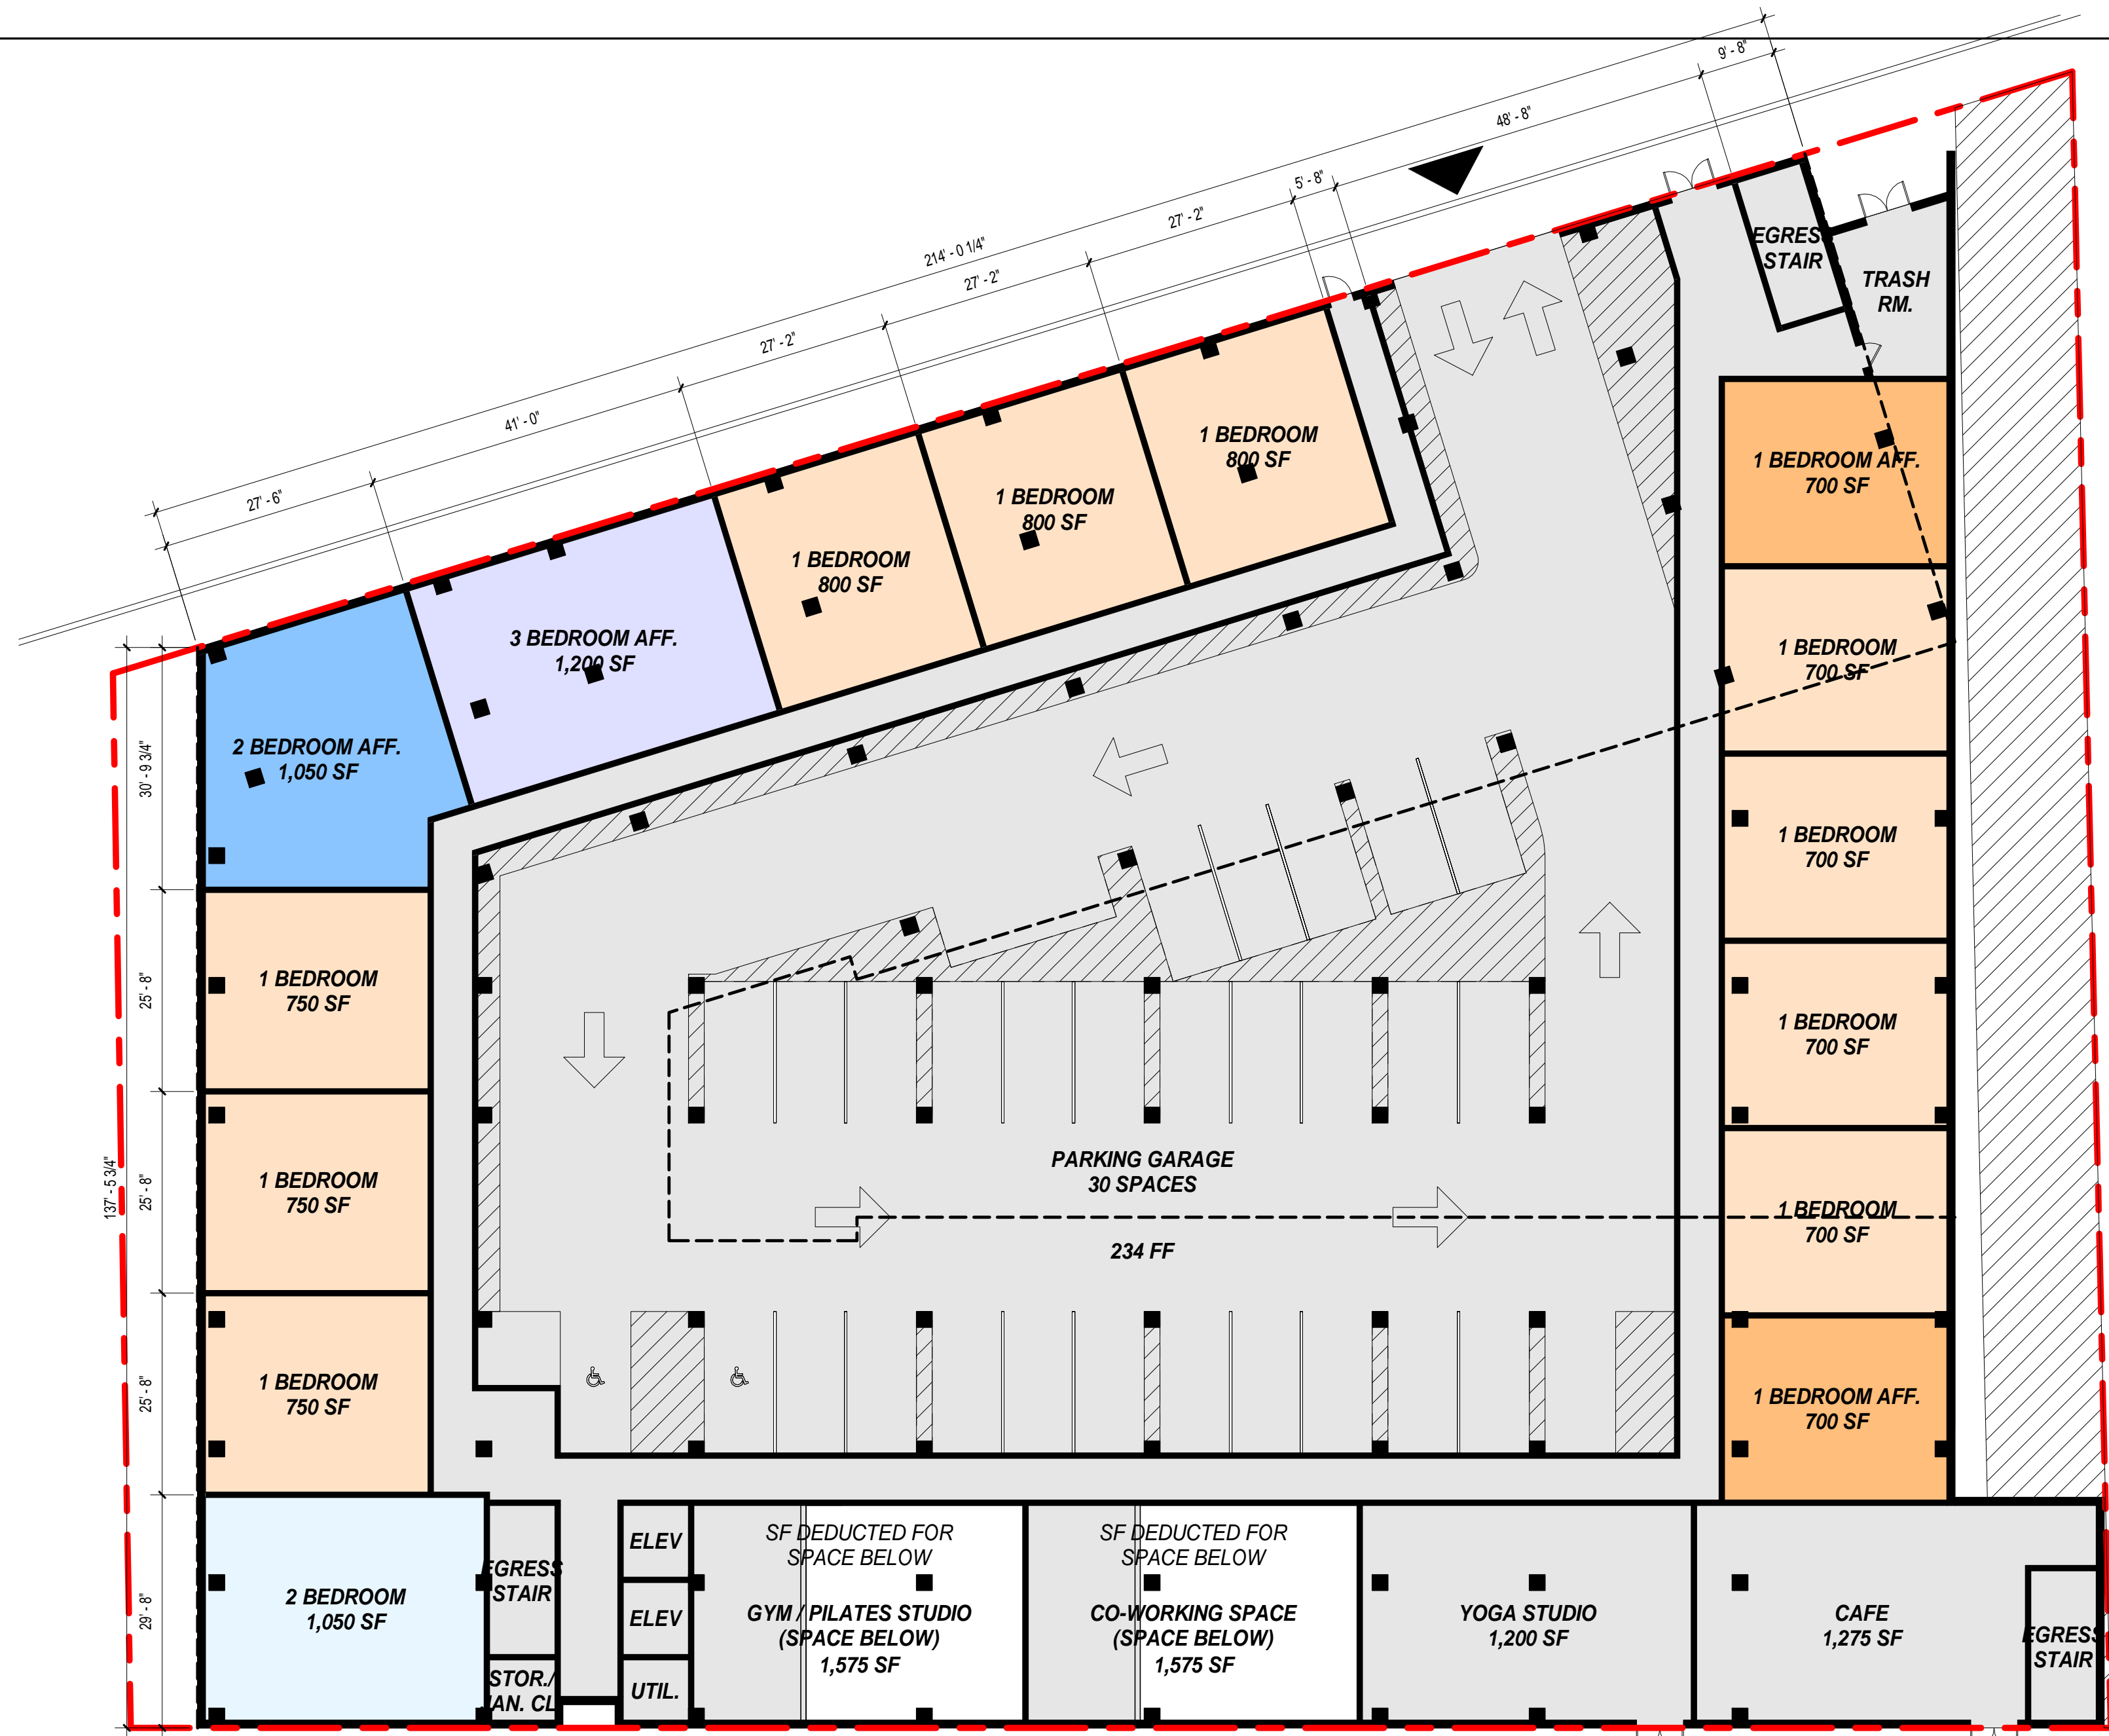 9' - 8"
48' - 8"
5' - 8"
27' - 2"
214' - 0 1/4"
27' - 2"
27' - 2"
41' - 0"
27' - 6"
EGRESS
STAIR
TRASH
RM.
1 BEDROOM
800 SF
1 BEDROOM
800 SF
1 BEDROOM
800 SF
3 BEDROOM AFF.
1,200 SF
2 BEDROOM AFF.
1,050 SF
1 BEDROOM AFF.
700 SF
1 BEDROOM
700 SF
1 BEDROOM
700 SF
1 BEDROOM
700 SF
1 BEDROOM
700 SF
1 BEDROOM AFF.
700 SF
30' - 9 3/4"
25' - 8"
137' - 5 3/4"
25' - 8"
25' - 8"
29' - 8"
1 BEDROOM
750 SF
1 BEDROOM
750 SF
1 BEDROOM
750 SF
PARKING GARAGE
30 SPACES
234 FF
2 BEDROOM
1,050 SF
EGRESS
STAIR
STOR./
JAN. CL
ELEV
ELEV
UTIL.
SF DEDUCTED FOR
SPACE BELOW
GYM / PILATES STUDIO
(SPACE BELOW)
1,575 SF
SF DEDUCTED FOR
SPACE BELOW
CO-WORKING SPACE
(SPACE BELOW)
1,575 SF
YOGA STUDIO
1,200 SF
CAFE
1,275 SF
EGRESS
STAIR